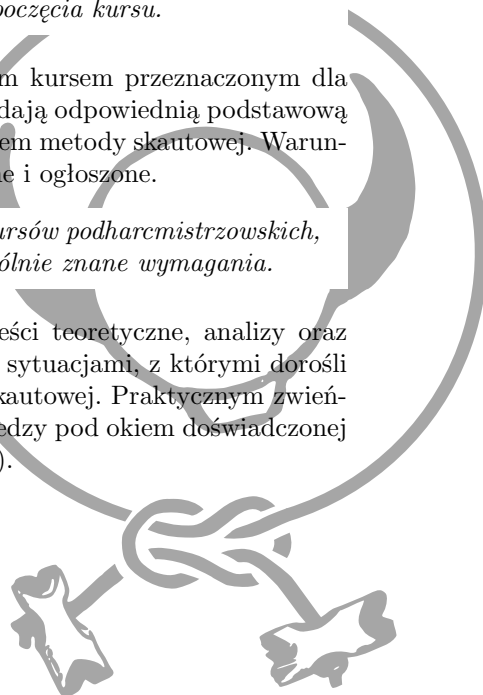 poczęcia kursu.
m kursem przeznaczonym dla
dają odpowiednią podstawową
em metody skautowej. Warun-
ne i ogłoszone.
ursów podharcmistrzowskich,
ólnie znane wymagania.
eści teoretyczne, analizy oraz
sytuacjami, z którymi dorośli
kautowej. Praktycznym zwień-
edzy pod okiem doświadczonej
).